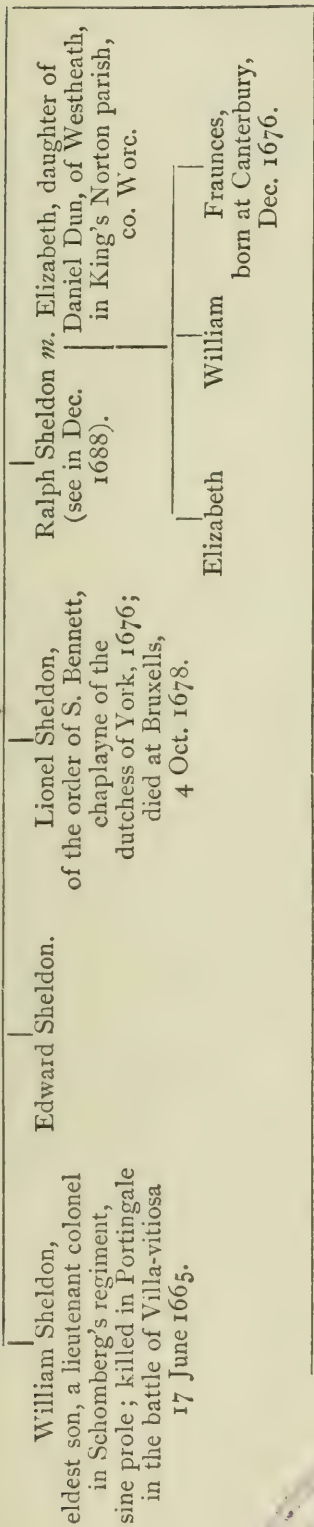 William Sheldon,
eldest son, a lieutenant colonel
in Schomberg's regiment,
sine prole; killed in Portingale
in the battle of Villa-vitiosa
17 June 1665.
Edward Sheldon.
Lionel Sheldon,
of the order of S. Bennett,
chaplayne of the
dutchess of York, 1676;
died at Bruxells,
4 Oct. 1678.
Ralph Sheldon m. Elizabeth, daughter of
(see in Dec. Daniel Dun, of Westheath,
1688). in King's Norton parish,
co. Worc.
Elizabeth
William
Fraunces,
born at Canterbury,
Dec. 1676.